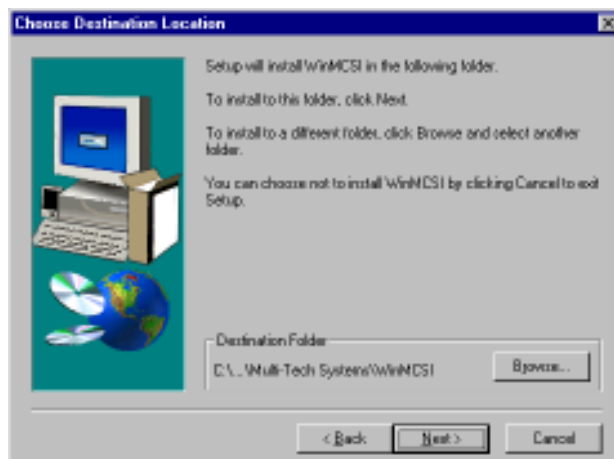 Choose Destination Location
Setup will install WinMCSI in the following folder.
To install to this folder, click Next.
To install to a different folder, click Browse and select another
folder.
You can choose not to install WinMCSI by clicking Cancel to exit
Setup.
Destination Folder
C:\...\Multi-Tech Systems\WinMCSI
Browse...
< Back
Next >
Cancel